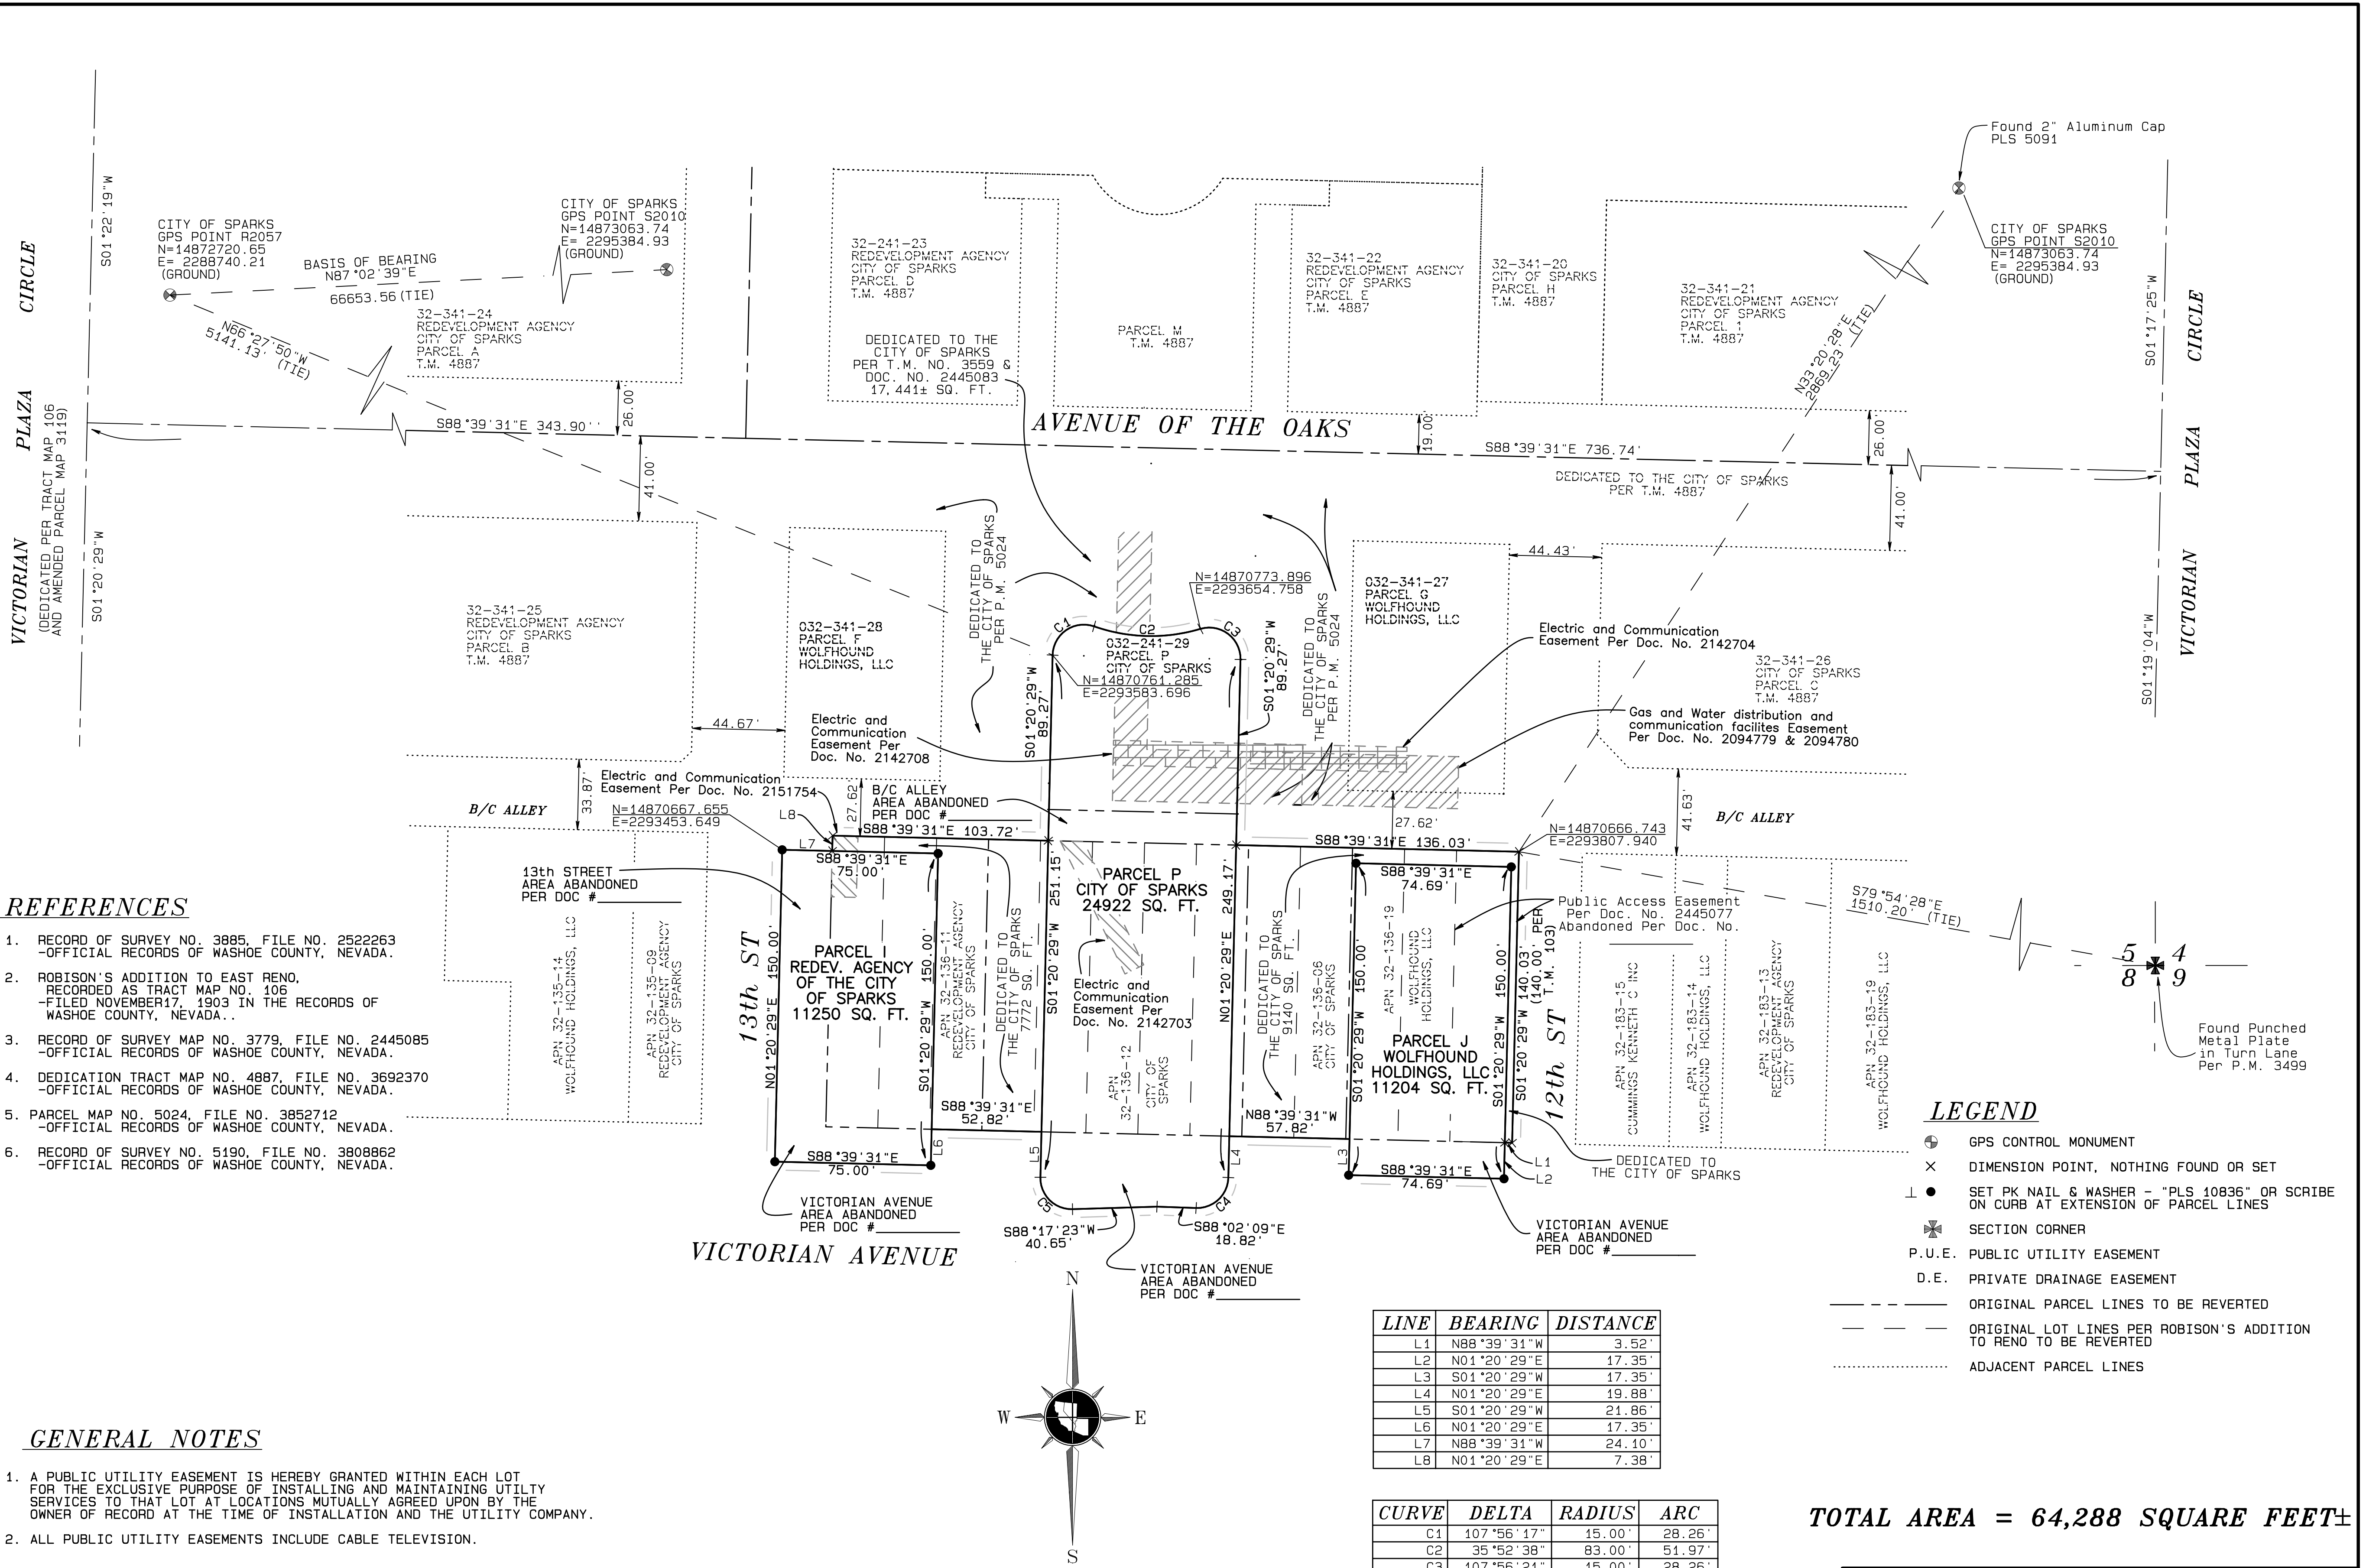 Found 2" Aluminum Cap
PLS 5091
CITY OF SPARKS
GPS POINT R2057
N=14872720.65
E= 2288740.21
(GROUND)
BASIS OF BEARING
N87°02'39"E
66653.56 (TIE)
CITY OF SPARKS
GPS POINT S2010
N=14873063.74
E= 2295384.93
(GROUND)
CITY OF SPARKS
GPS POINT S2010
N=14873063.74
E= 2295384.93
(GROUND)
S01°22'19"W
S01°20'29"W
VICTORIAN PLAZA CIRCLE
(DEDICATED PER TRACT MAP 106
AND AMENDED PARCEL MAP 3119)
N66°27'50"W
5141.13' (TIE)
32-341-24
REDEVELOPMENT AGENCY
CITY OF SPARKS
PARCEL A
T.M. 4887
32-241-23
REDEVELOPMENT AGENCY
CITY OF SPARKS
PARCEL D
T.M. 4887
DEDICATED TO THE
CITY OF SPARKS
PER T.M. NO. 3559 &
DOC. NO. 2445083
17,441± SQ. FT.
PARCEL M
T.M. 4887
32-341-22
REDEVELOPMENT AGENCY
CITY OF SPARKS
PARCEL E
T.M. 4887
32-341-20
CITY OF SPARKS
PARCEL H
T.M. 4887
32-341-21
REDEVELOPMENT AGENCY
CITY OF SPARKS
PARCEL 1
T.M. 4887
N33°20'28"E
2869.23' (TIE)
S01°17'25"W
S01°19'04"W
VICTORIAN PLAZA CIRCLE
S88°39'31"E 343.90''
26.00'
41.00'
AVENUE OF THE OAKS
19.00'
S88°39'31"E 736.74'
26.00'
41.00'
DEDICATED TO THE CITY OF SPARKS
PER T.M. 4887
32-341-25
REDEVELOPMENT AGENCY
CITY OF SPARKS
PARCEL B
T.M. 4887
44.67'
032-341-28
PARCEL F
WOLFHOUND
HOLDINGS, LLC
DEDICATED TO
THE CITY OF SPARKS
PER P.M. 5024
N=14870773.896
E=2293654.758
C1
C2
C3
032-241-29
PARCEL P
CITY OF SPARKS
N=14870761.285
E=2293583.696
S01°20'29"W
89.27'
S01°20'29"W
89.27'
DEDICATED TO
THE CITY OF SPARKS
PER P.M. 5024
032-341-27
PARCEL G
WOLFHOUND
HOLDINGS, LLC
44.43'
Electric and Communication
Easement Per Doc. No. 2142704
32-341-26
CITY OF SPARKS
PARCEL C
T.M. 4887
Gas and Water distribution and
communication facilites Easement
Per Doc. No. 2094779 & 2094780
Electric and
Communication
Easement Per
Doc. No. 2142708
33.87'
Electric and Communication
Easement Per Doc. No. 2151754
B/C ALLEY
N=14870667.655
E=2293453.649
L8
L7
27.62'
B/C ALLEY
AREA ABANDONED
PER DOC #
S88°39'31"E 103.72'
27.62'
S88°39'31"E 136.03'
N=14870666.743
E=2293807.940
41.63'
B/C ALLEY
S88°39'31"E
75.00'
13th STREET
AREA ABANDONED
PER DOC #
S88°39'31"E
74.69'
PARCEL P
CITY OF SPARKS
24922 SQ. FT.
Public Access Easement
Per Doc. No. 2445077
Abandoned Per Doc. No.
S79°54'28"E
1510.20' (TIE)
APN 32-135-14
WOLFHOUND HOLDINGS, LLC
APN 32-135-09
REDEVELOPMENT AGENCY
CITY OF SPARKS
13th ST
N01°20'29"E 150.00'
PARCEL I
REDEV. AGENCY
OF THE CITY
OF SPARKS
11250 SQ. FT.
S01°20'29"W 150.00'
APN 32-136-11
REDEVELOPMENT AGENCY
CITY OF SPARKS
DEDICATED TO
THE CITY OF SPARKS
7772 SQ. FT.
S01°20'29"W 251.15'
Electric and
Communication
Easement Per
Doc. No. 2142703
APN
32-136-12
CITY OF
SPARKS
N01°20'29"E 249.17'
DEDICATED TO
THE CITY OF SPARKS
9140 SQ. FT.
APN 32-136-06
CITY OF SPARKS
S01°20'29"W 150.00'
APN 32-136-19
WOLFHOUND
HOLDINGS, LLC
PARCEL J
WOLFHOUND
HOLDINGS, LLC
11204 SQ. FT.
S01°20'29"W 150.00'
S01°20'29"W 140.03'
(140.00' PER
T.M. 103)
12th ST
APN 32-183-15
CUMMINGS KENNETH C INC
APN 32-183-14
WOLFHOUND HOLDINGS, LLC
APN 32-183-13
REDEVELOPMENT AGENCY
CITY OF SPARKS
APN 32-183-19
WOLFHOUND HOLDINGS, LLC
5 4
8 9
Found Punched
Metal Plate
in Turn Lane
Per P.M. 3499
S88°39'31"E
52.82'
N88°39'31"W
57.82'
L6
L5
L4
L3
L1
L2
S88°39'31"E
75.00'
S88°39'31"E
74.69'
DEDICATED TO
THE CITY OF SPARKS
C5
C4
VICTORIAN AVENUE
AREA ABANDONED
PER DOC #
S88°17'23"W
40.65'
S88°02'09"E
18.82'
VICTORIAN AVENUE
AREA ABANDONED
PER DOC #
VICTORIAN AVENUE
VICTORIAN AVENUE
AREA ABANDONED
PER DOC #
REFERENCES
1. RECORD OF SURVEY NO. 3885, FILE NO. 2522263
-OFFICIAL RECORDS OF WASHOE COUNTY, NEVADA.
2. ROBISON'S ADDITION TO EAST RENO,
RECORDED AS TRACT MAP NO. 106
-FILED NOVEMBER17, 1903 IN THE RECORDS OF
WASHOE COUNTY, NEVADA..
3. RECORD OF SURVEY MAP NO. 3779, FILE NO. 2445085
-OFFICIAL RECORDS OF WASHOE COUNTY, NEVADA.
4. DEDICATION TRACT MAP NO. 4887, FILE NO. 3692370
-OFFICIAL RECORDS OF WASHOE COUNTY, NEVADA.
5. PARCEL MAP NO. 5024, FILE NO. 3852712
-OFFICIAL RECORDS OF WASHOE COUNTY, NEVADA.
6. RECORD OF SURVEY NO. 5190, FILE NO. 3808862
-OFFICIAL RECORDS OF WASHOE COUNTY, NEVADA.
LEGEND
GPS CONTROL MONUMENT
DIMENSION POINT, NOTHING FOUND OR SET
SET PK NAIL & WASHER - "PLS 10836" OR SCRIBE
ON CURB AT EXTENSION OF PARCEL LINES
SECTION CORNER
P.U.E. PUBLIC UTILITY EASEMENT
D.E. PRIVATE DRAINAGE EASEMENT
ORIGINAL PARCEL LINES TO BE REVERTED
ORIGINAL LOT LINES PER ROBISON'S ADDITION
TO RENO TO BE REVERTED
ADJACENT PARCEL LINES
N
W E
S
LINE BEARING DISTANCE
L1 N88°39'31"W 3.52'
L2 N01°20'29"E 17.35'
L3 S01°20'29"W 17.35'
L4 N01°20'29"E 19.88'
L5 S01°20'29"W 21.86'
L6 N01°20'29"E 17.35'
L7 N88°39'31"W 24.10'
L8 N01°20'29"E 7.38'
CURVE DELTA RADIUS ARC
C1 107°56'17" 15.00' 28.26'
C2 35°52'38" 83.00' 51.97'
C3 107°56'21" 15.00' 28.26'
GENERAL NOTES
1. A PUBLIC UTILITY EASEMENT IS HEREBY GRANTED WITHIN EACH LOT
FOR THE EXCLUSIVE PURPOSE OF INSTALLING AND MAINTAINING UTILTY
SERVICES TO THAT LOT AT LOCATIONS MUTUALLY AGREED UPON BY THE
OWNER OF RECORD AT THE TIME OF INSTALLATION AND THE UTILITY COMPANY.
2. ALL PUBLIC UTILITY EASEMENTS INCLUDE CABLE TELEVISION.
TOTAL AREA = 64,288 SQUARE FEET±